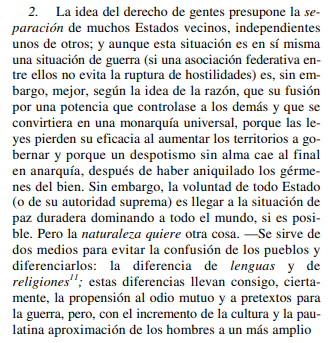 2. La idea del derecho de gentes presupone la se-
paración de muchos Estados vecinos, independientes
unos de otros; y aunque esta situación es en sí misma
una situación de guerra (si una asociación federativa en-
tre ellos no evita la ruptura de hostilidades) es, sin em-
bargo, mejor, según la idea de la razón, que su fusión
por una potencia que controlase a los demás y que se
convirtiera en una monarquía universal, porque las le-
yes pierden su eficacia al aumentar los territorios a go-
bernar y porque un despotismo sin alma cae al final
en anarquía, después de haber aniquilado los gérme-
nes del bien. Sin embargo, la voluntad de todo Estado
(o de su autoridad suprema) es llegar a la situación de
paz duradera dominando a todo el mundo, si es posi-
ble. Pero la naturaleza quiere otra cosa. —Se sirve de
dos medios para evitar la confusión de los pueblos y
diferenciarlos: la diferencia de lenguas y de
religiones11; estas diferencias llevan consigo, cierta-
mente, la propensión al odio mutuo y a pretextos para
la guerra, pero, con el incremento de la cultura y la pau-
latina aproximación de los hombres a un más amplio